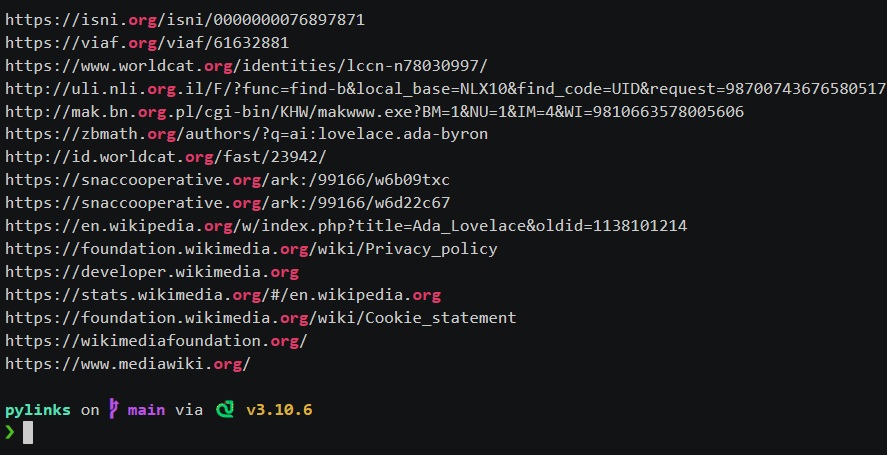 https://isni.org/isni/0000000076897871
https://viaf.org/viaf/61632881
https://www.worldcat.org/identities/lccn-n78030997/
http://uli.nli.org.il/F/?func=find-b&local_base=NLX10&find_code=UID&request=98700743676580517
http://mak.bn.org.pl/cgi-bin/KHW/makwww.exe?BM=1&NU=1&IM=4&WI=9810663578005606
https://zbmath.org/authors/?q=ai:lovelace.ada-byron
http://id.worldcat.org/fast/23942/
https://snaccooperative.org/ark:/99166/w6b09txc
https://snaccooperative.org/ark:/99166/w6d22c67
https://en.wikipedia.org/w/index.php?title=Ada_Lovelace&oldid=1138101214
https://foundation.wikimedia.org/wiki/Privacy_policy
https://developer.wikimedia.org
https://stats.wikimedia.org/#/en.wikipedia.org
https://foundation.wikimedia.org/wiki/Cookie_statement
https://wikimediafoundation.org/
https://www.mediawiki.org/
pylinks on main via v3.10.6
❯